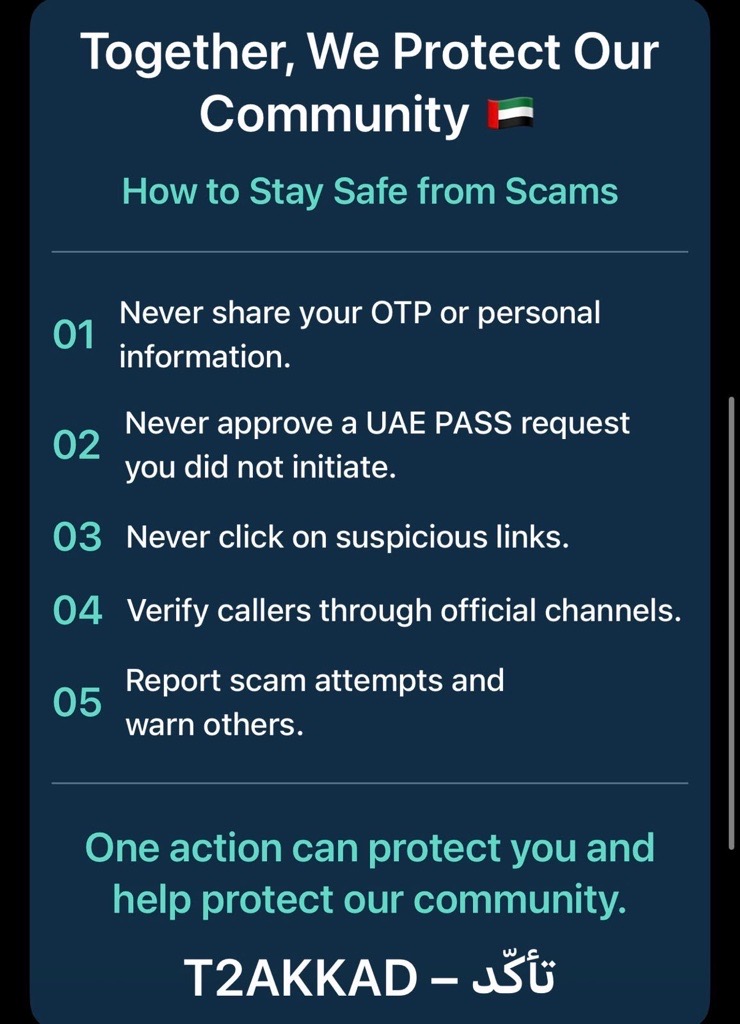 Together, We Protect Our
Community 🇦🇪
How to Stay Safe from Scams
01 Never share your OTP or personal
information.
02 Never approve a UAE PASS request
you did not initiate.
03 Never click on suspicious links.
04 Verify callers through official channels.
05 Report scam attempts and
warn others.
One action can protect you and
help protect our community.
T2AKKAD – تأكّد